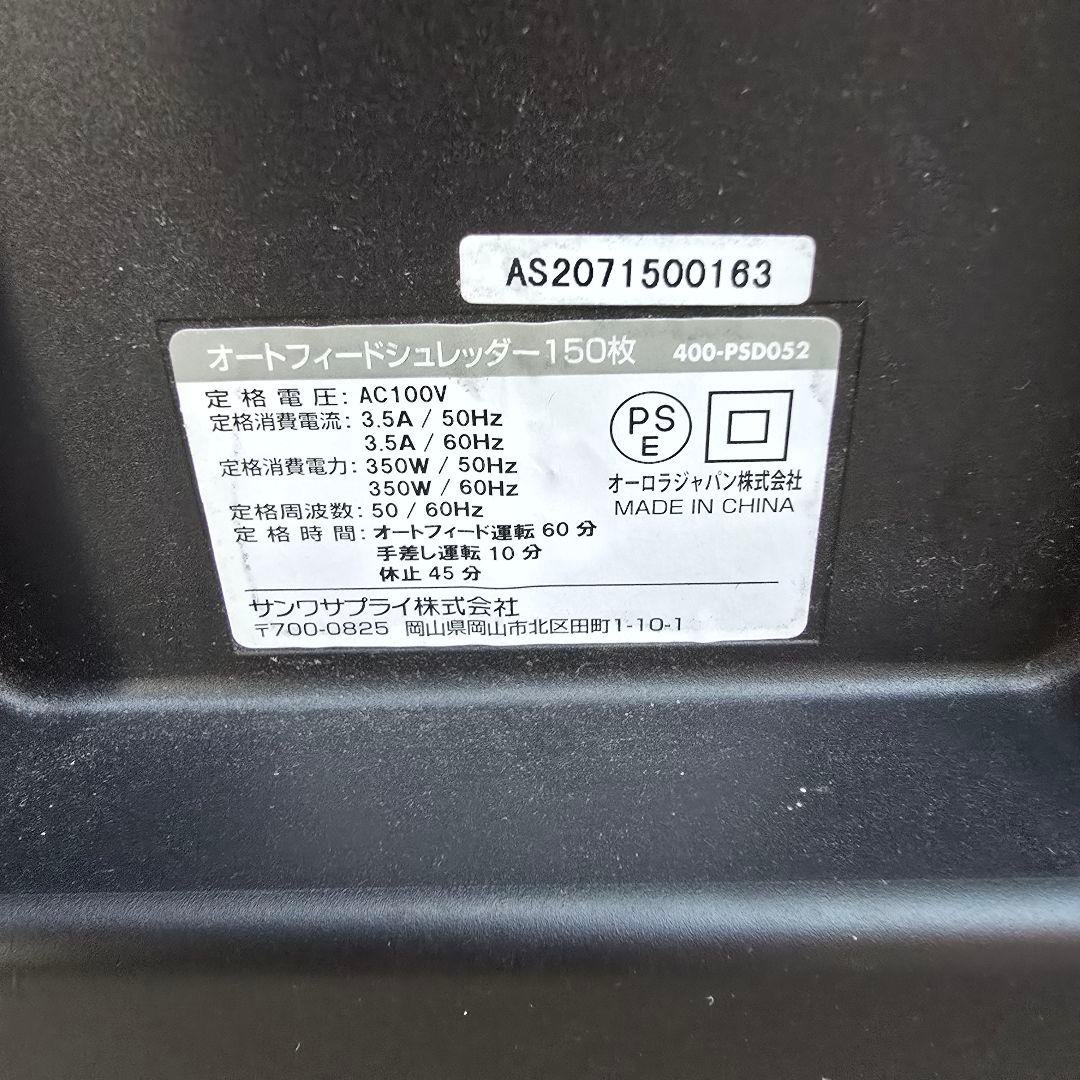 AS2071500163
オートフィードシュレッダー150枚 400-PSD052
定格電圧: AC100V
定格消費電流: 3.5A / 50Hz
3.5A / 60Hz
定格消費電力: 350W / 50Hz
350W / 60Hz
定格周波数: 50 / 60Hz
定格時間: オートフィード運転 60 分
手差し運転 10 分
休止 45 分
PS
E
オーロラジャパン株式会社
MADE IN CHINA
サンワサプライ株式会社
〒700-0825 岡山県岡山市北区田町1-10-1